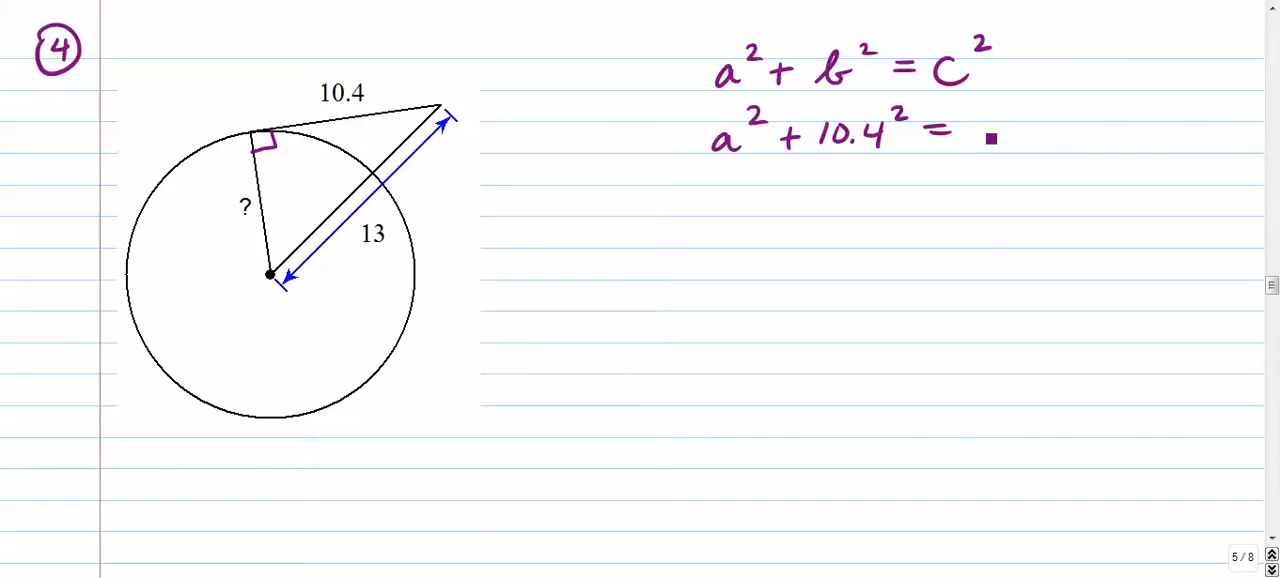 ④
10.4
?
13
a² + b² = c²
a² + 10.4² =
5 / 8